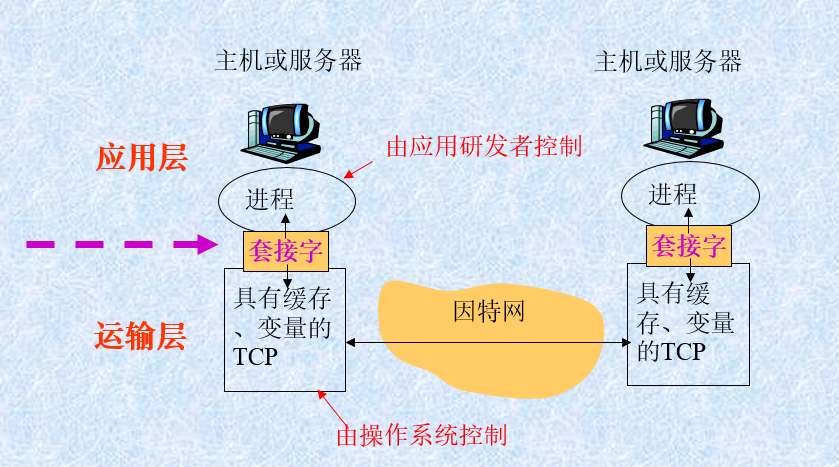 主机或服务器
主机或服务器
应用层
由应用研发者控制
进程
进程
套接字
套接字
运输层
具有缓存
、变量的
TCP
因特网
具有缓
存、变量
的TCP
由操作系统控制